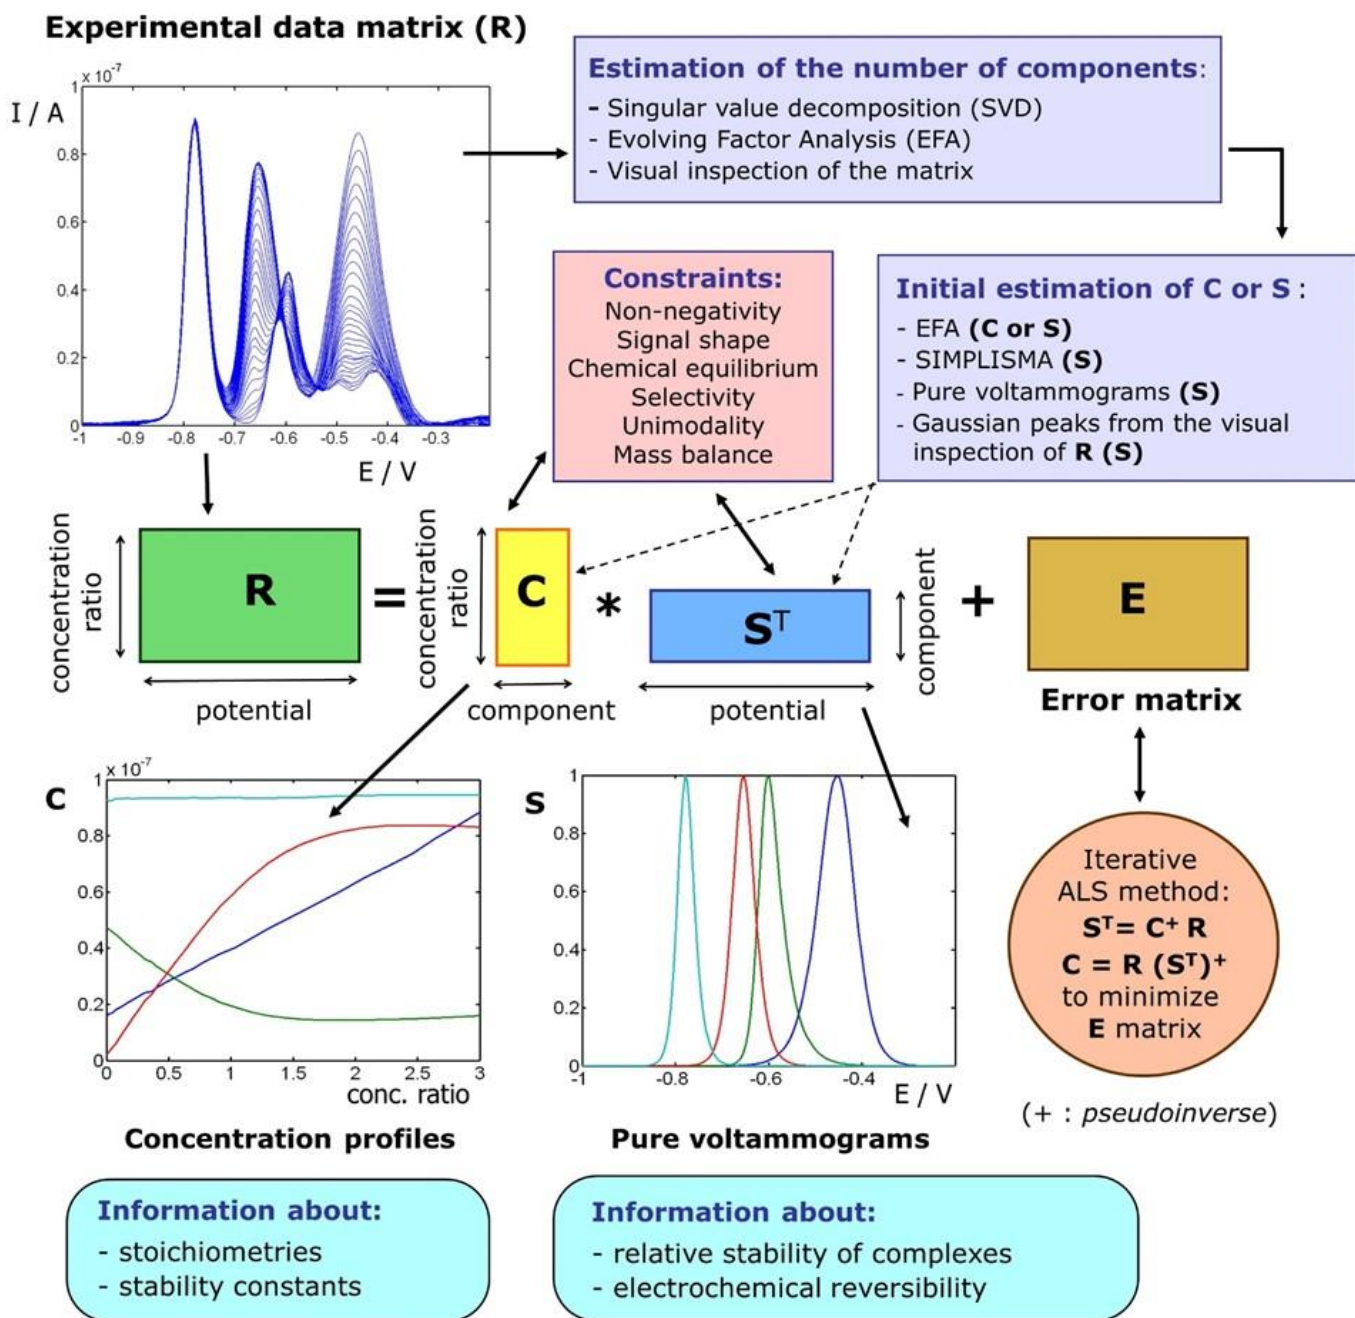 Experimental data matrix (R)
x 10⁻⁷
I / A
1
0.8
0.6
0.4
0.2
0
-1
-0.8
-0.7
-0.6
-0.5
-0.4
-0.3
E / V
Estimation of the number of components:
- Singular value decomposition (SVD)
- Evolving Factor Analysis (EFA)
- Visual inspection of the matrix
Constraints:
Non-negativity
Signal shape
Chemical equilibrium
Selectivity
Unimodality
Mass balance
Initial estimation of C or S :
- EFA (C or S)
- SIMPLISMA (S)
- Pure voltammograms (S)
- Gaussian peaks from the visual
inspection of R (S)
concentration
ratio
R
potential
=
concentration
ratio
C
component
*
Sᵀ
potential
component
+
E
Error matrix
x 10⁻⁷
C
1
0.8
0.6
0.4
0.2
0
0
0.5
1
1.5
2
2.5
3
conc. ratio
Concentration profiles
S
1
0.8
0.6
0.4
0.2
0
-1
-0.8
-0.6
-0.4
E / V
Pure voltammograms
Iterative
ALS method:
Sᵀ= C⁺ R
C = R (Sᵀ)⁺
to minimize
E matrix
(+ : pseudoinverse)
Information about:
- stoichiometries
- stability constants
Information about:
- relative stability of complexes
- electrochemical reversibility